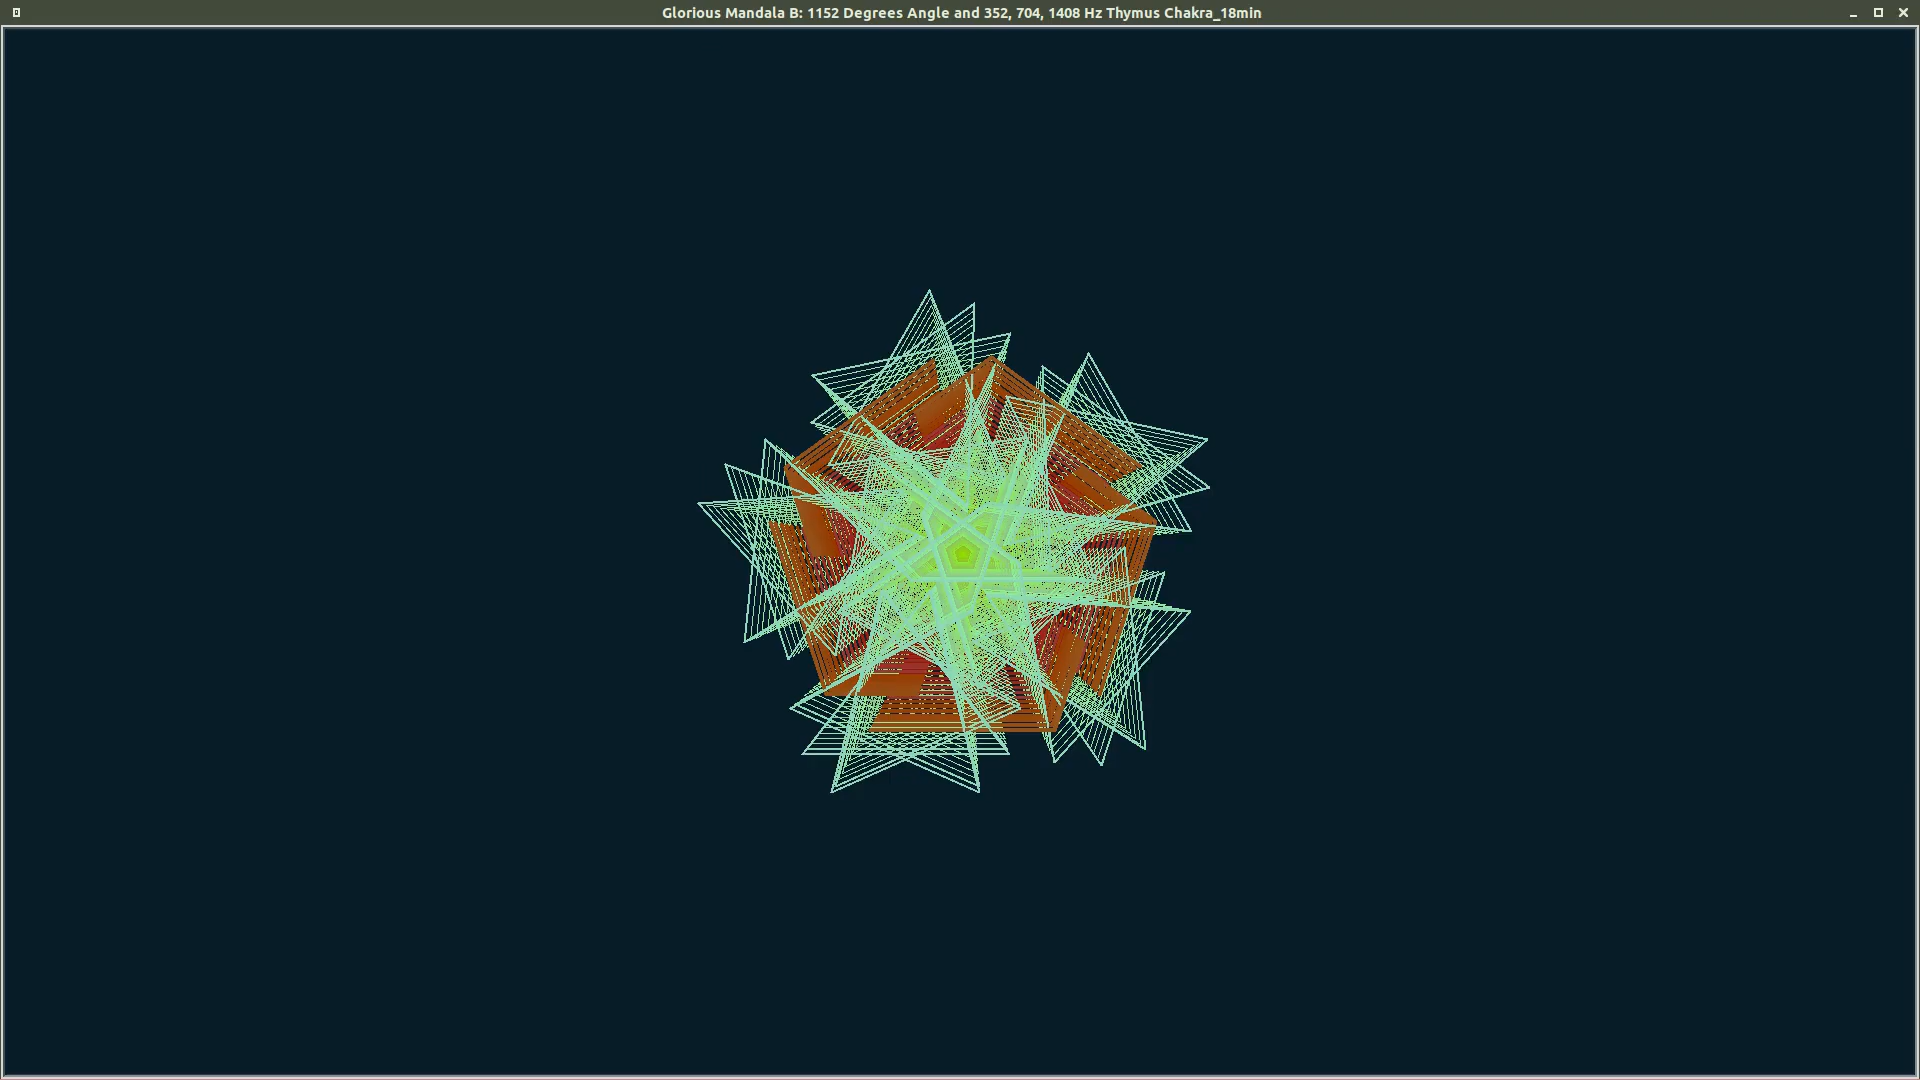 Glorious Mandala B: 1152 Degrees Angle and 352, 704, 1408 Hz Thymus Chakra_18min